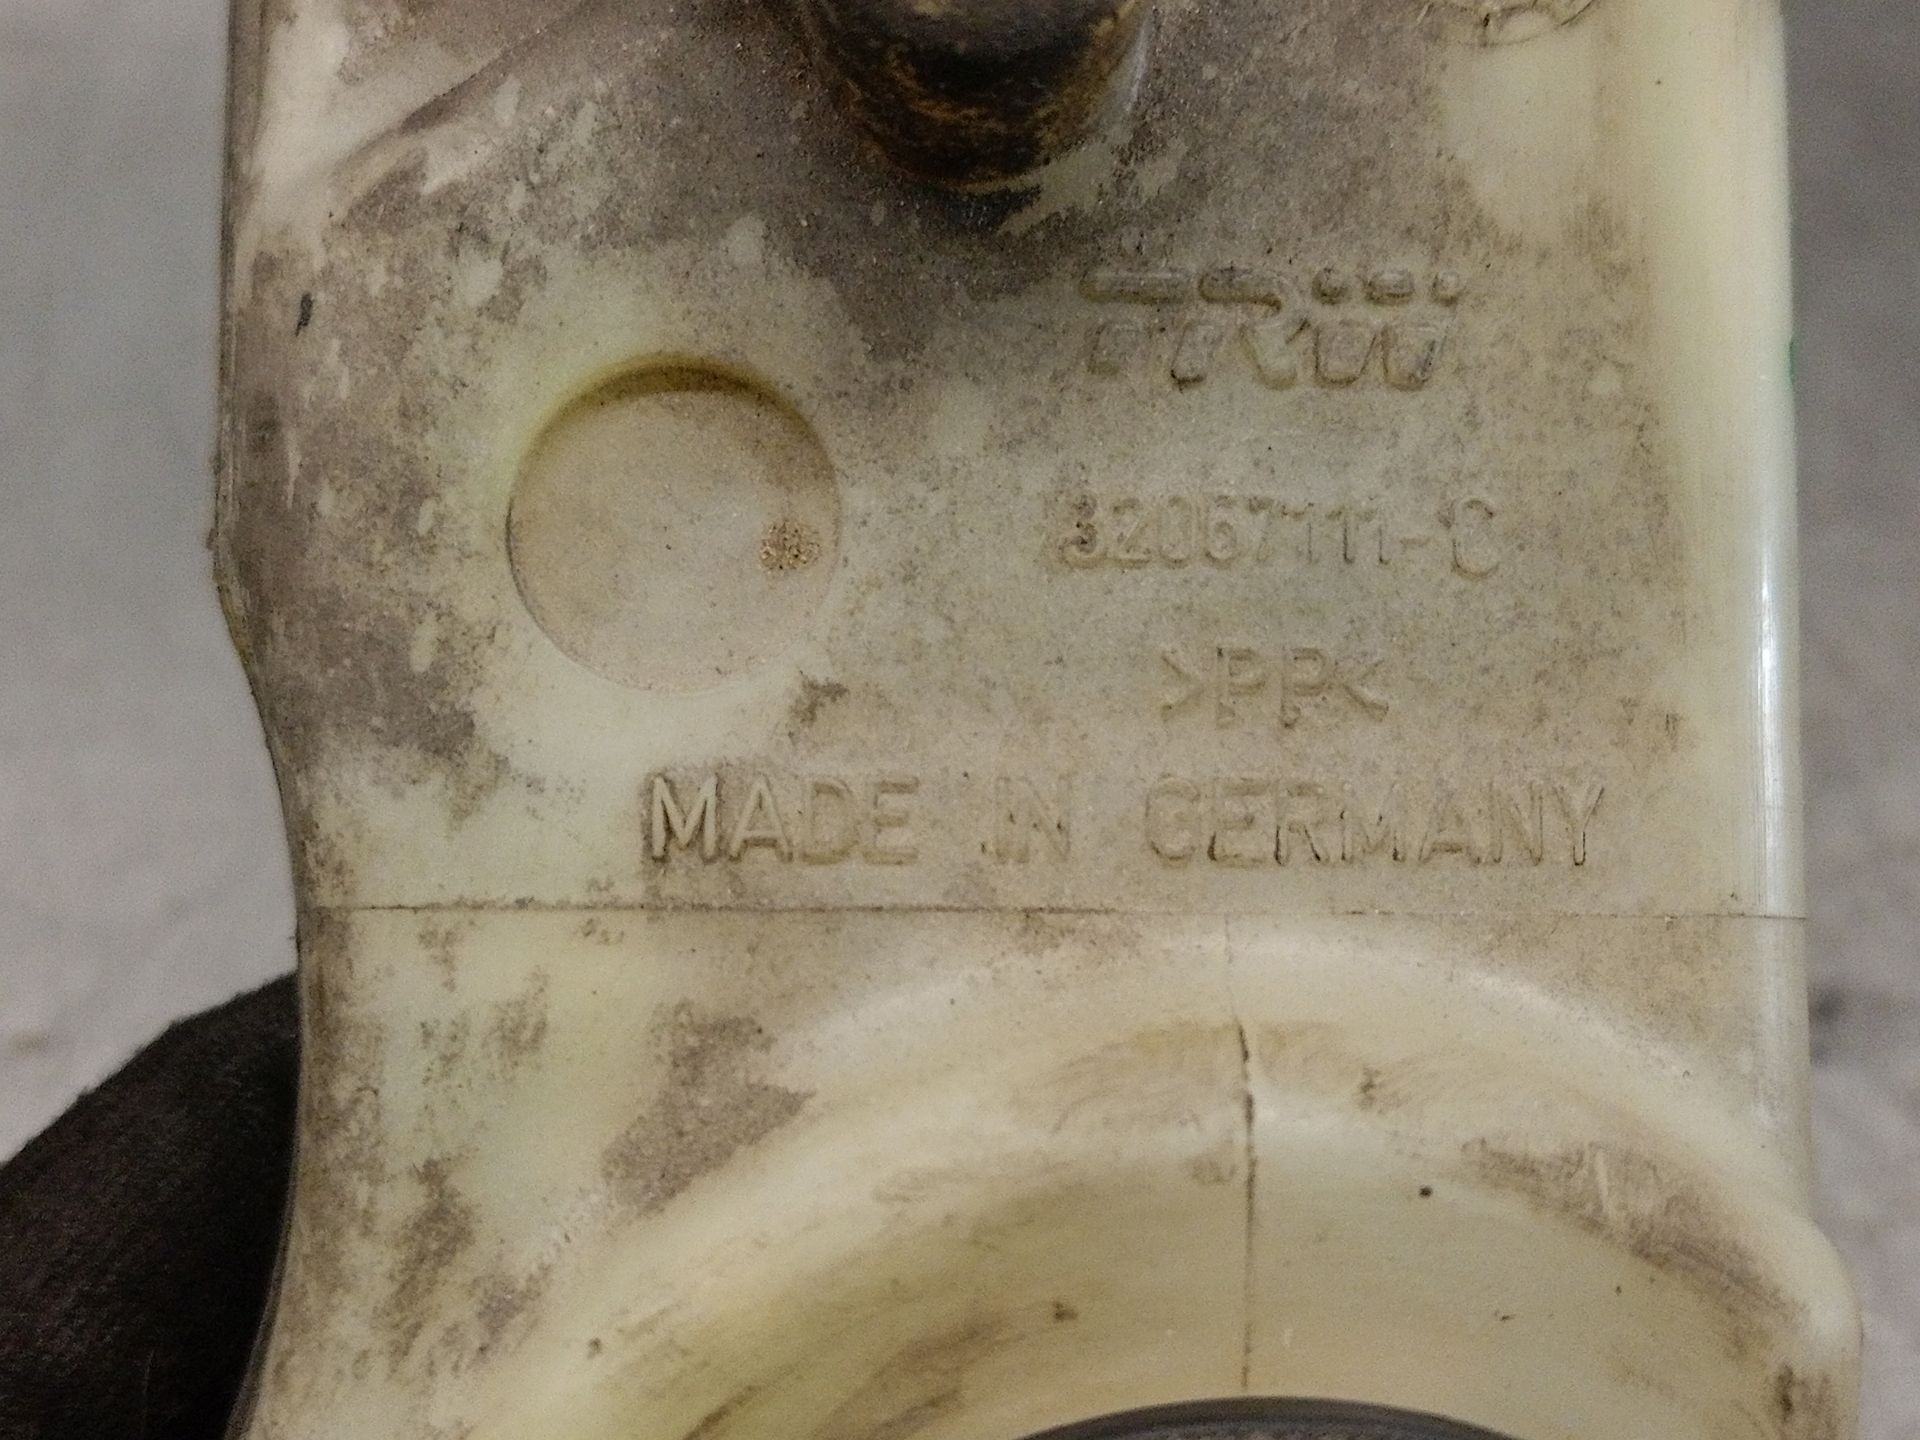 TRW
32067111-C
>PP<
MADE IN GERMANY